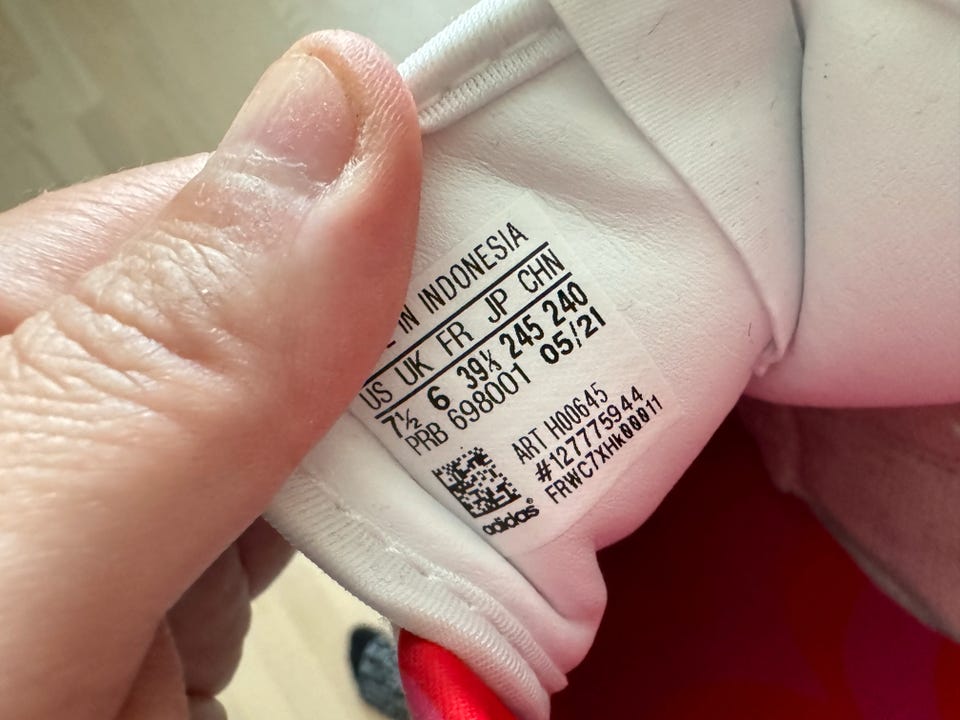 IN INDONESIA
US UK FR JP CHN
7½ 6 39⅓ 245 240
PRB 698001 05/21
ART H00645
#127775944
FRWC7XHk00011
adidas®